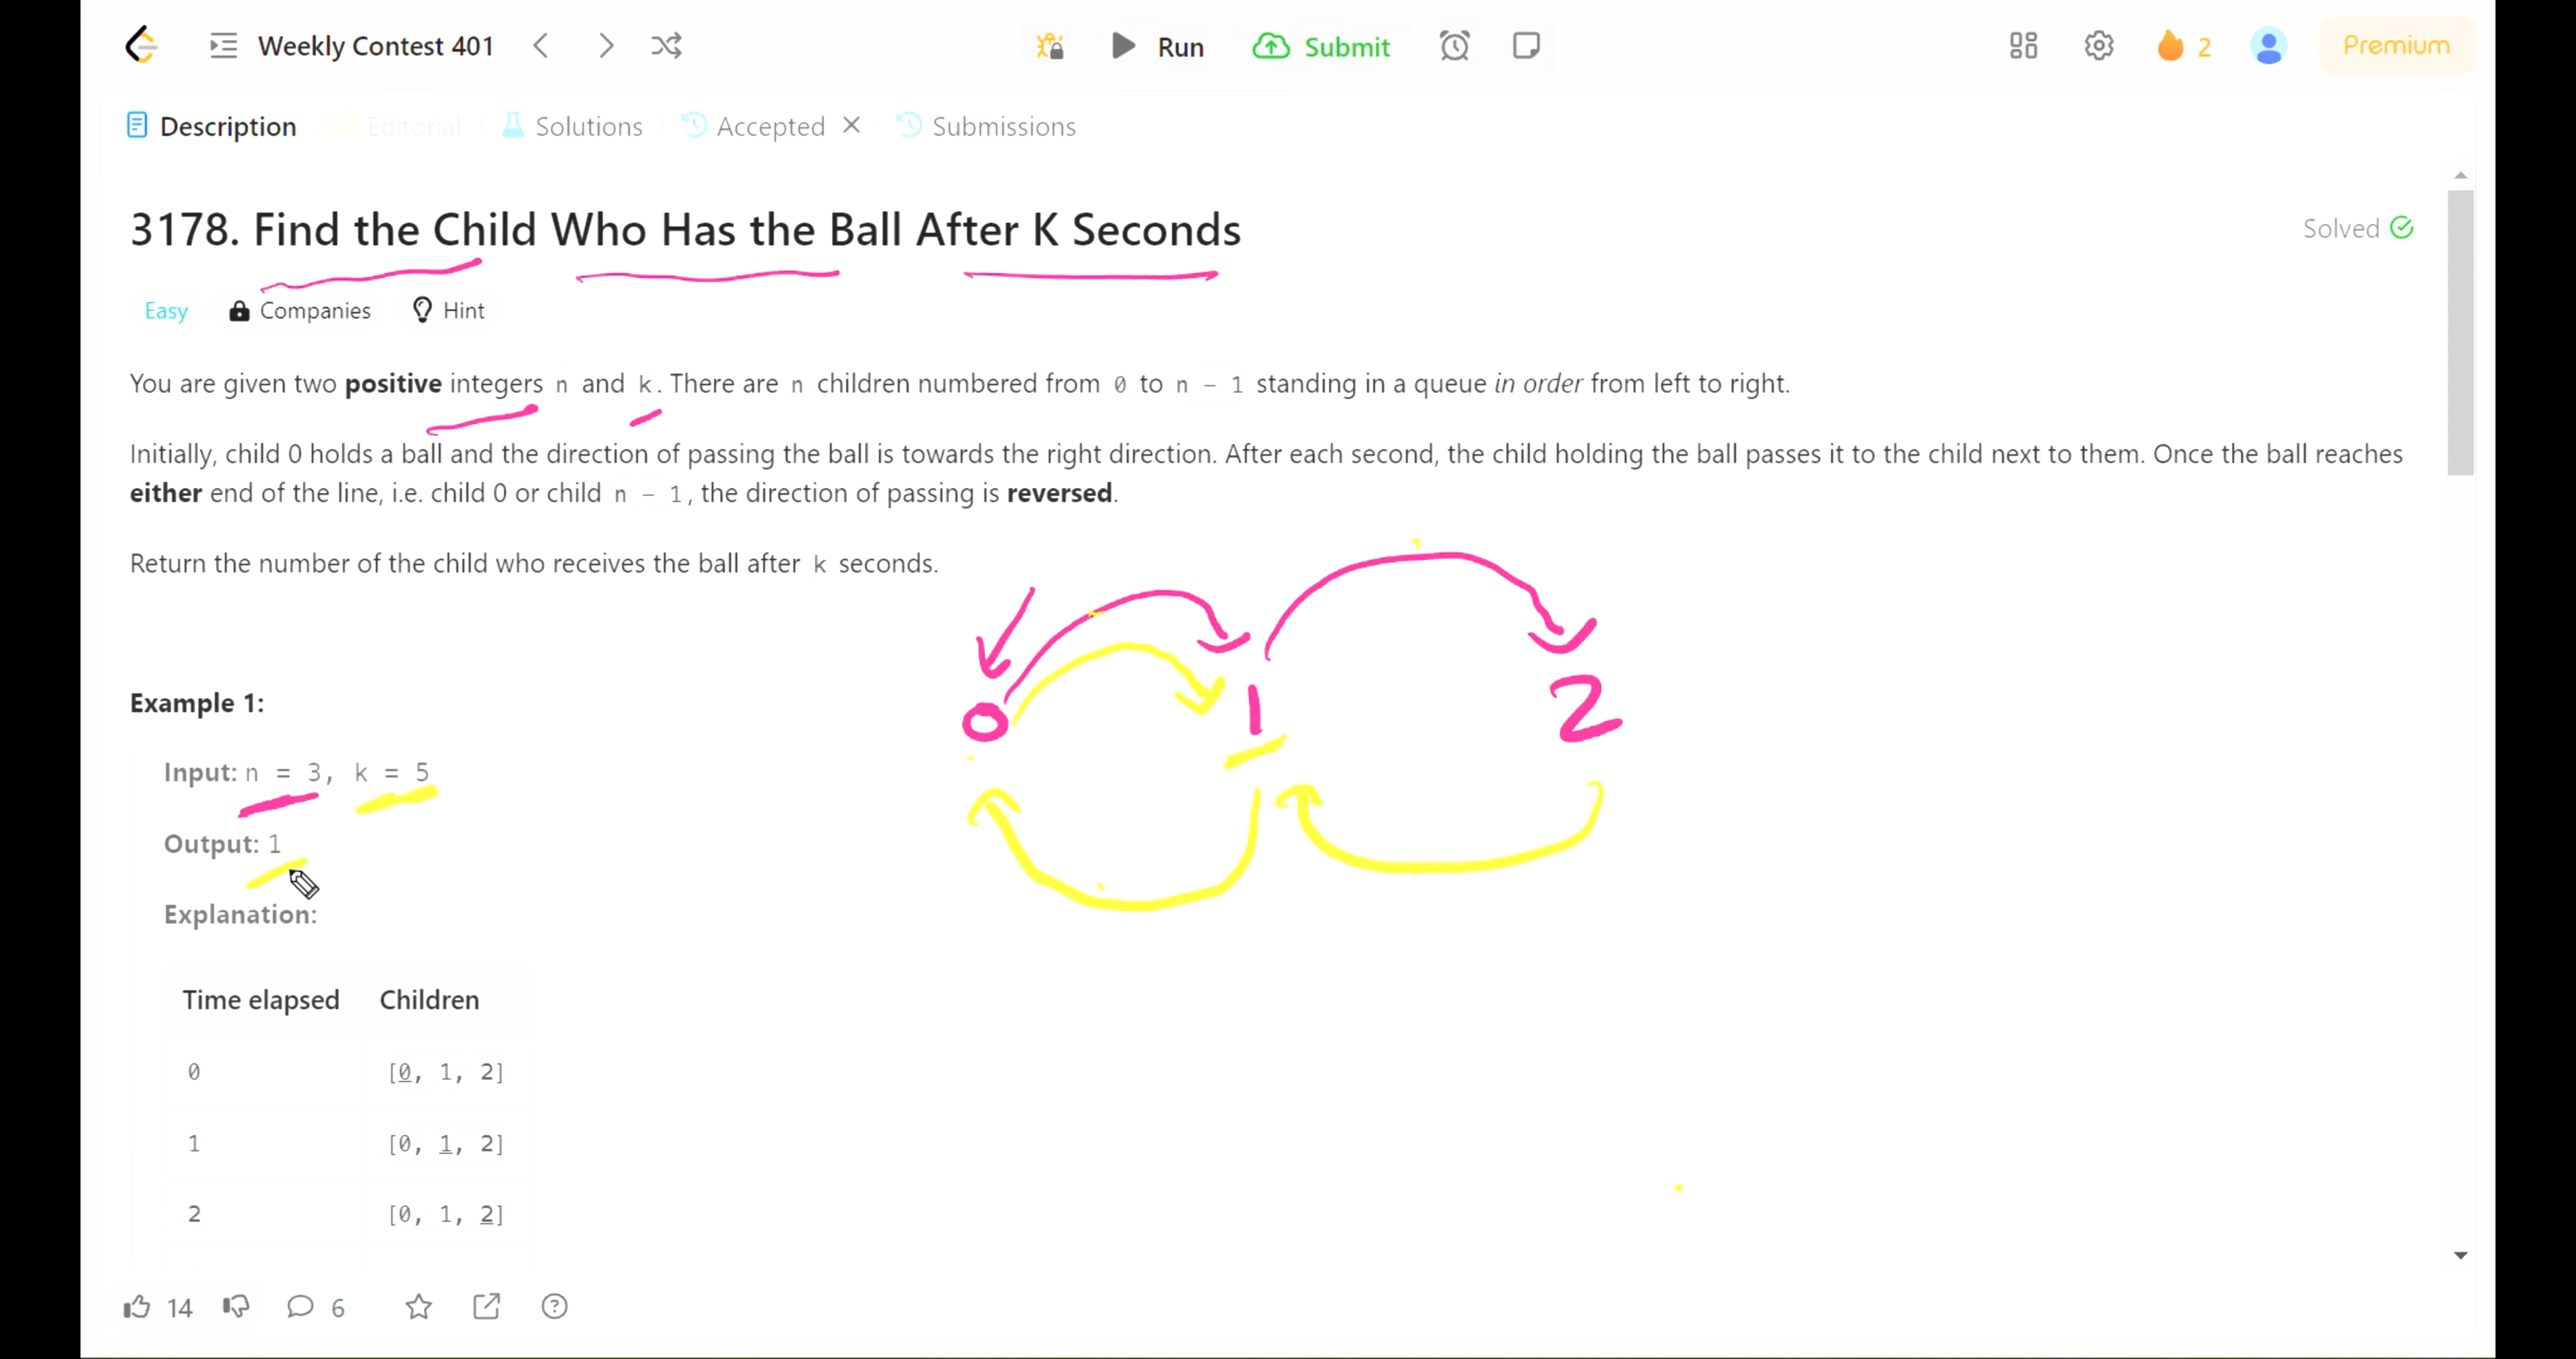 Weekly Contest 401
Run
Submit
2
Premium
Description
Editorial
Solutions
Accepted
Submissions
3178. Find the Child Who Has the Ball After K Seconds
Solved
Easy
Companies
Hint
You are given two positive integers n and k. There are n children numbered from 0 to n - 1 standing in a queue in order from left to right.
Initially, child 0 holds a ball and the direction of passing the ball is towards the right direction. After each second, the child holding the ball passes it to the child next to them. Once the ball reaches
either end of the line, i.e. child 0 or child n - 1, the direction of passing is reversed.
Return the number of the child who receives the ball after k seconds.
0 1 2
Example 1:
Input: n = 3, k = 5
Output: 1
Explanation:
Time elapsed Children
0 [0, 1, 2]
1 [0, 1, 2]
2 [0, 1, 2]
14
6